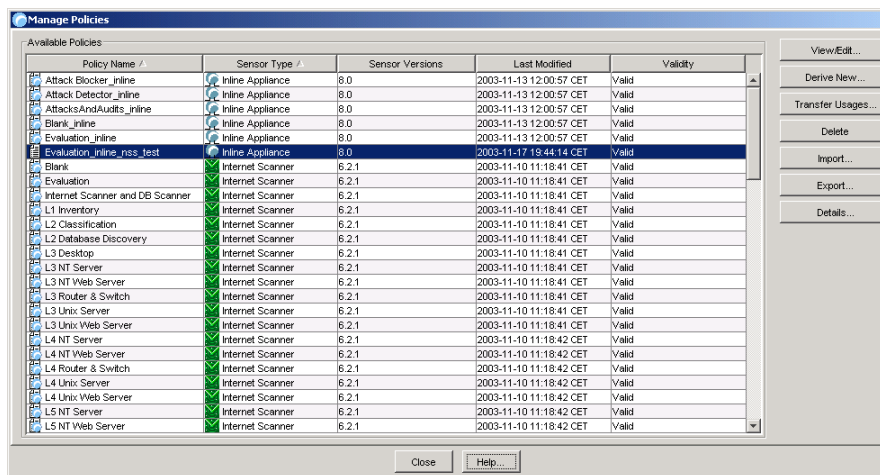 Manage Policies
Available Policies
Policy Name Sensor Type Sensor Versions Last Modified Validity
Attack Blocker_inline Inline Appliance 8.0 2003-11-13 12:00:57 CET Valid
Attack Detector_inline Inline Appliance 8.0 2003-11-13 12:00:57 CET Valid
AttacksAndAudits_inline Inline Appliance 8.0 2003-11-13 12:00:57 CET Valid
Blank_inline Inline Appliance 8.0 2003-11-13 12:00:57 CET Valid
Evaluation_inline Inline Appliance 8.0 2003-11-13 12:00:57 CET Valid
Evaluation_inline_nss_test Inline Appliance 8.0 2003-11-17 19:44:14 CET Valid
Blank Internet Scanner 6.2.1 2003-11-10 11:18:41 CET Valid
Evaluation Internet Scanner 6.2.1 2003-11-10 11:18:41 CET Valid
Internet Scanner and DB Scanner Internet Scanner 6.2.1 2003-11-10 11:18:41 CET Valid
L1 Inventory Internet Scanner 6.2.1 2003-11-10 11:18:41 CET Valid
L2 Classification Internet Scanner 6.2.1 2003-11-10 11:18:41 CET Valid
L2 Database Discovery Internet Scanner 6.2.1 2003-11-10 11:18:41 CET Valid
L3 Desktop Internet Scanner 6.2.1 2003-11-10 11:18:41 CET Valid
L3 NT Server Internet Scanner 6.2.1 2003-11-10 11:18:41 CET Valid
L3 NT Web Server Internet Scanner 6.2.1 2003-11-10 11:18:41 CET Valid
L3 Router & Switch Internet Scanner 6.2.1 2003-11-10 11:18:41 CET Valid
L3 Unix Server Internet Scanner 6.2.1 2003-11-10 11:18:41 CET Valid
L3 Unix Web Server Internet Scanner 6.2.1 2003-11-10 11:18:41 CET Valid
L4 NT Server Internet Scanner 6.2.1 2003-11-10 11:18:42 CET Valid
L4 NT Web Server Internet Scanner 6.2.1 2003-11-10 11:18:42 CET Valid
L4 Router & Switch Internet Scanner 6.2.1 2003-11-10 11:18:42 CET Valid
L4 Unix Server Internet Scanner 6.2.1 2003-11-10 11:18:42 CET Valid
L4 Unix Web Server Internet Scanner 6.2.1 2003-11-10 11:18:42 CET Valid
L5 NT Server Internet Scanner 6.2.1 2003-11-10 11:18:42 CET Valid
L5 NT Web Server Internet Scanner 6.2.1 2003-11-10 11:18:42 CET Valid
View/Edit...
Derive New...
Transfer Usages...
Delete
Import...
Export...
Details...
Close Help...